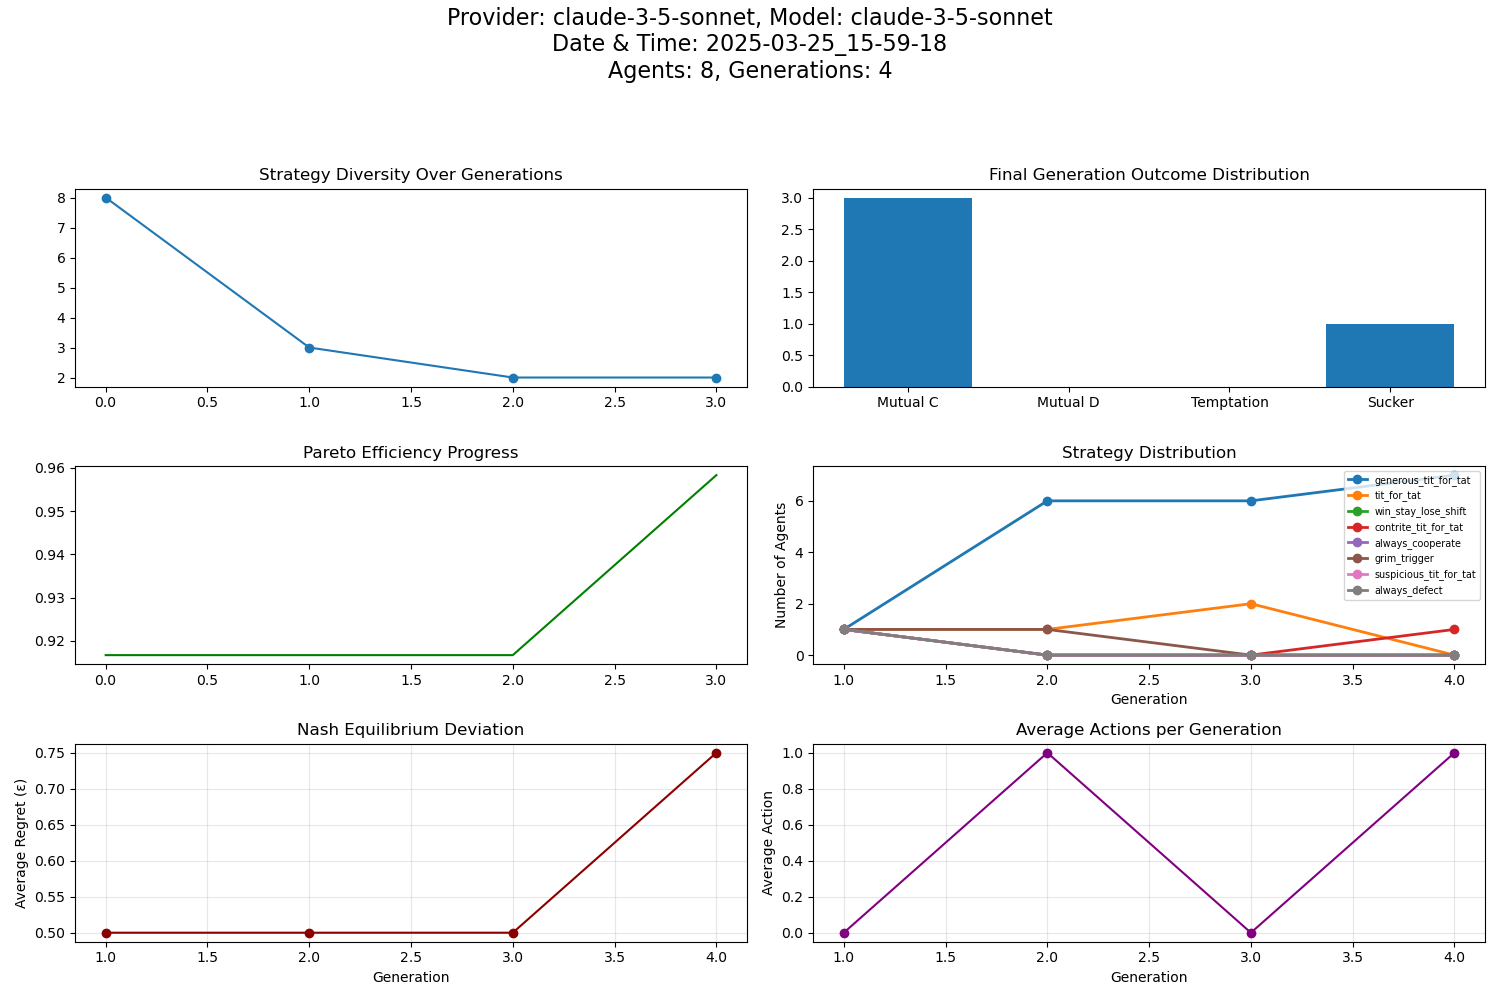 Provider: claude-3-5-sonnet, Model: claude-3-5-sonnet
Date & Time: 2025-03-25_15-59-18
Agents: 8, Generations: 4
Strategy Diversity Over Generations
8
7
6
5
4
3
2
0.0 0.5 1.0 1.5 2.0 2.5 3.0
Final Generation Outcome Distribution
3.0
2.5
2.0
1.5
1.0
0.5
0.0
Mutual C Mutual D Temptation Sucker
Pareto Efficiency Progress
0.96
0.95
0.94
0.93
0.92
0.0 0.5 1.0 1.5 2.0 2.5 3.0
Strategy Distribution
Number of Agents
6
4
2
0
generous_tit_for_tat
tit_for_tat
win_stay_lose_shift
contrite_tit_for_tat
always_cooperate
grim_trigger
suspicious_tit_for_tat
always_defect
1.0 1.5 2.0 2.5 3.0 3.5 4.0
Generation
Nash Equilibrium Deviation
Average Regret (ε)
0.75
0.70
0.65
0.60
0.55
0.50
1.0 1.5 2.0 2.5 3.0 3.5 4.0
Generation
Average Actions per Generation
Average Action
1.0
0.8
0.6
0.4
0.2
0.0
1.0 1.5 2.0 2.5 3.0 3.5 4.0
Generation